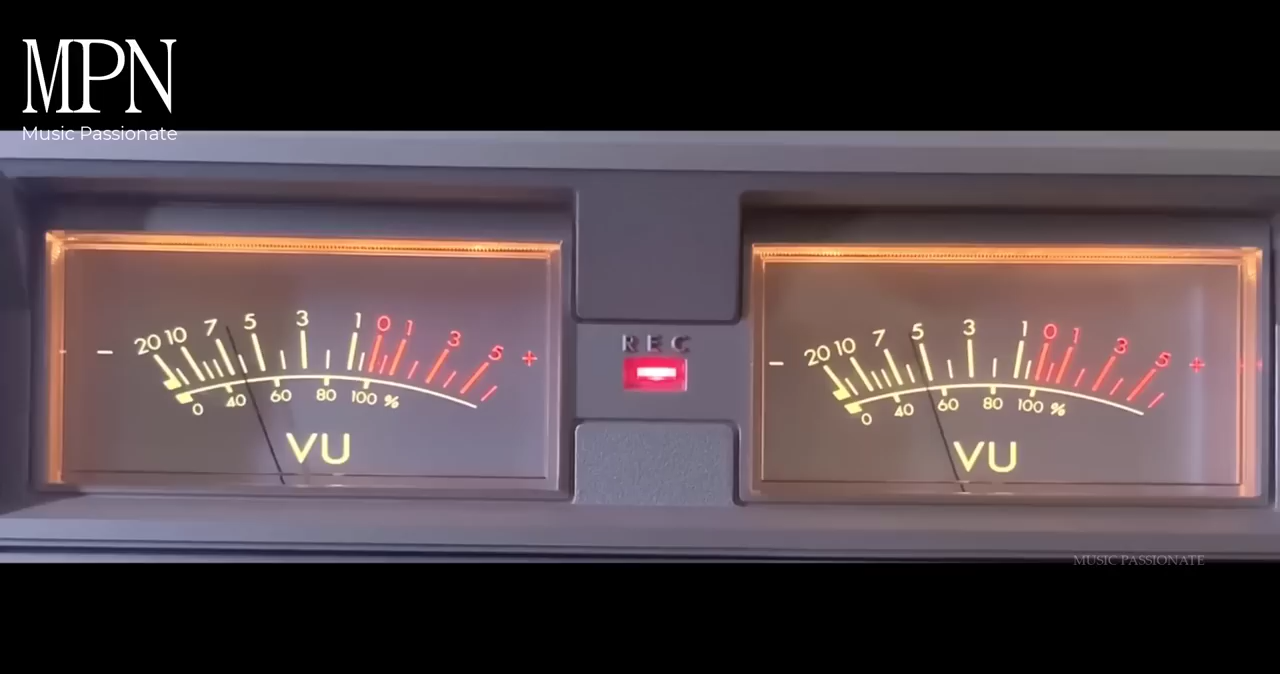 MPN
Music Passionate
20 10 7 5 3 1 0 1 3 5 +
-
0 40 60 80 100 %
VU
REC
20 10 7 5 3 1 0 1 3 5 +
-
0 40 60 80 100 %
VU
MUSIC PASSIONATE